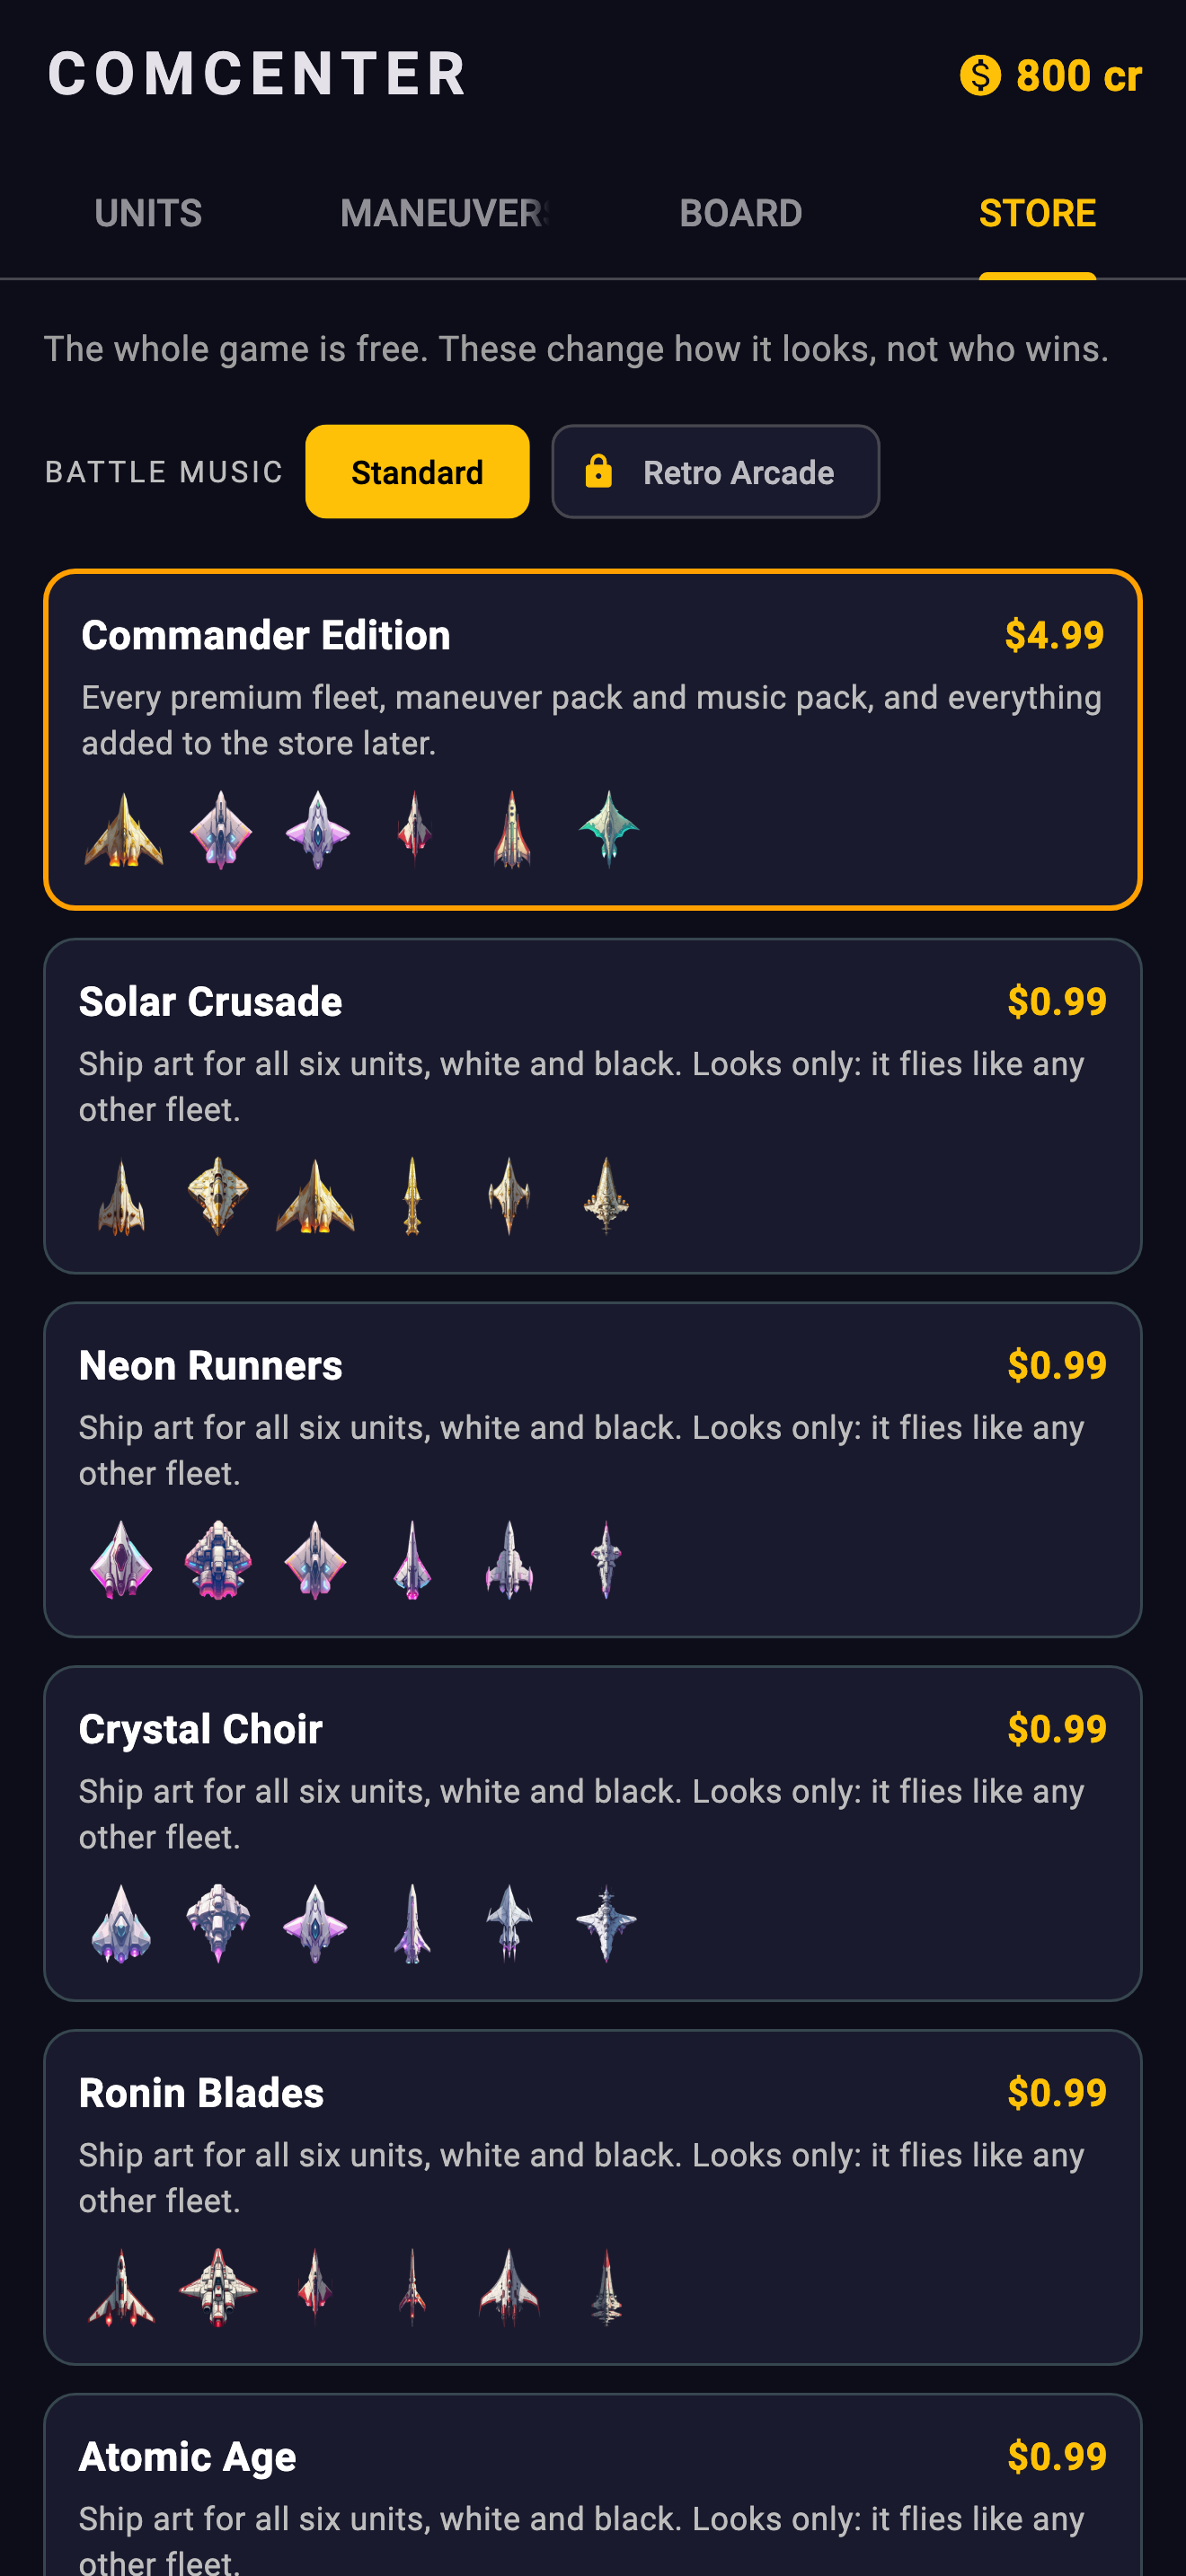 COMCENTER
$ 800 cr
UNITS
MANEUVERS
BOARD
STORE
The whole game is free. These change how it looks, not who wins.
BATTLE MUSIC
Standard
Retro Arcade
Commander Edition
$4.99
Every premium fleet, maneuver pack and music pack, and everything
added to the store later.
Solar Crusade
$0.99
Ship art for all six units, white and black. Looks only: it flies like any
other fleet.
Neon Runners
$0.99
Ship art for all six units, white and black. Looks only: it flies like any
other fleet.
Crystal Choir
$0.99
Ship art for all six units, white and black. Looks only: it flies like any
other fleet.
Ronin Blades
$0.99
Ship art for all six units, white and black. Looks only: it flies like any
other fleet.
Atomic Age
$0.99
Ship art for all six units, white and black. Looks only: it flies like any
other fleet.